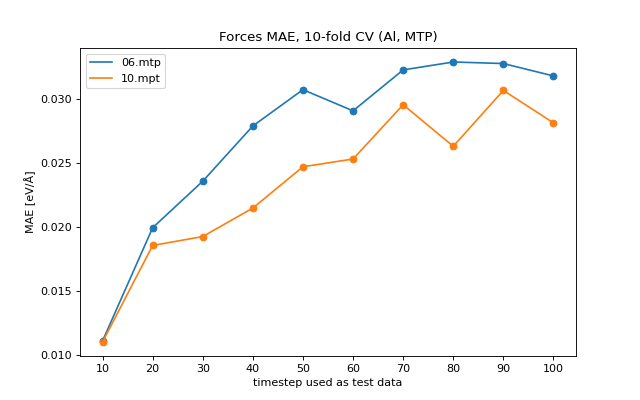 Forces MAE, 10-fold CV (Al, MTP)
06.mtp
10.mpt
MAE [eV/Å]
0.030
0.025
0.020
0.015
0.010
10 20 30 40 50 60 70 80 90 100
timestep used as test data